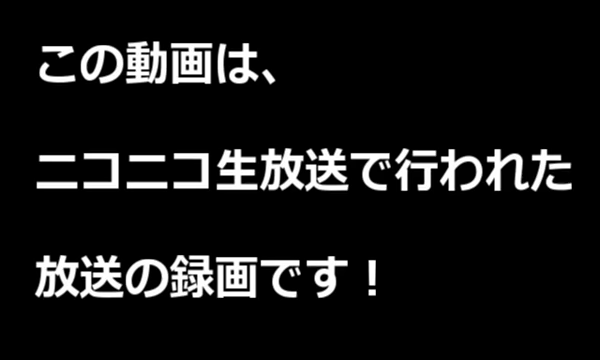 この動画は、
ニコニコ生放送で行われた
放送の録画です！